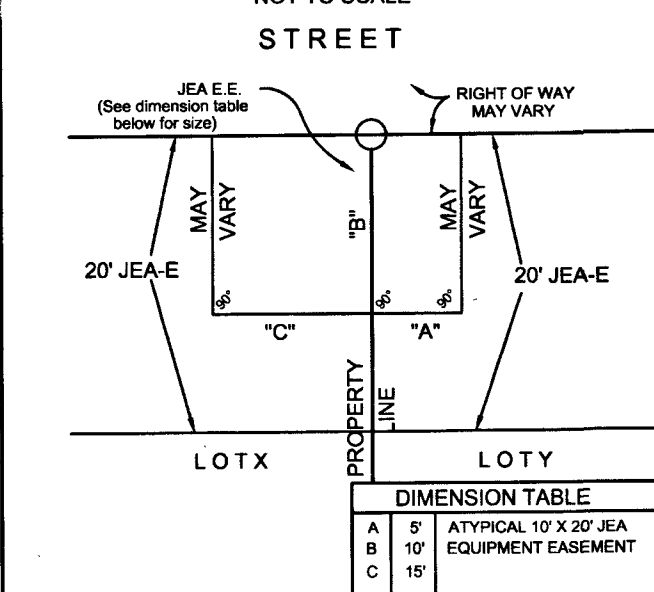 NOT TO SCALE
STREET
JEA E.E.
(See dimension table
below for size)
RIGHT OF WAY
MAY VARY
MAY
VARY
"B"
MAY
VARY
20' JEA-E
20' JEA-E
90°
90°
90°
"C"
"A"
PROPERTY
LINE
LOT X
LOT Y
DIMENSION TABLE
A 5' ATYPICAL 10' X 20' JEA
B 10' EQUIPMENT EASEMENT
C 15'